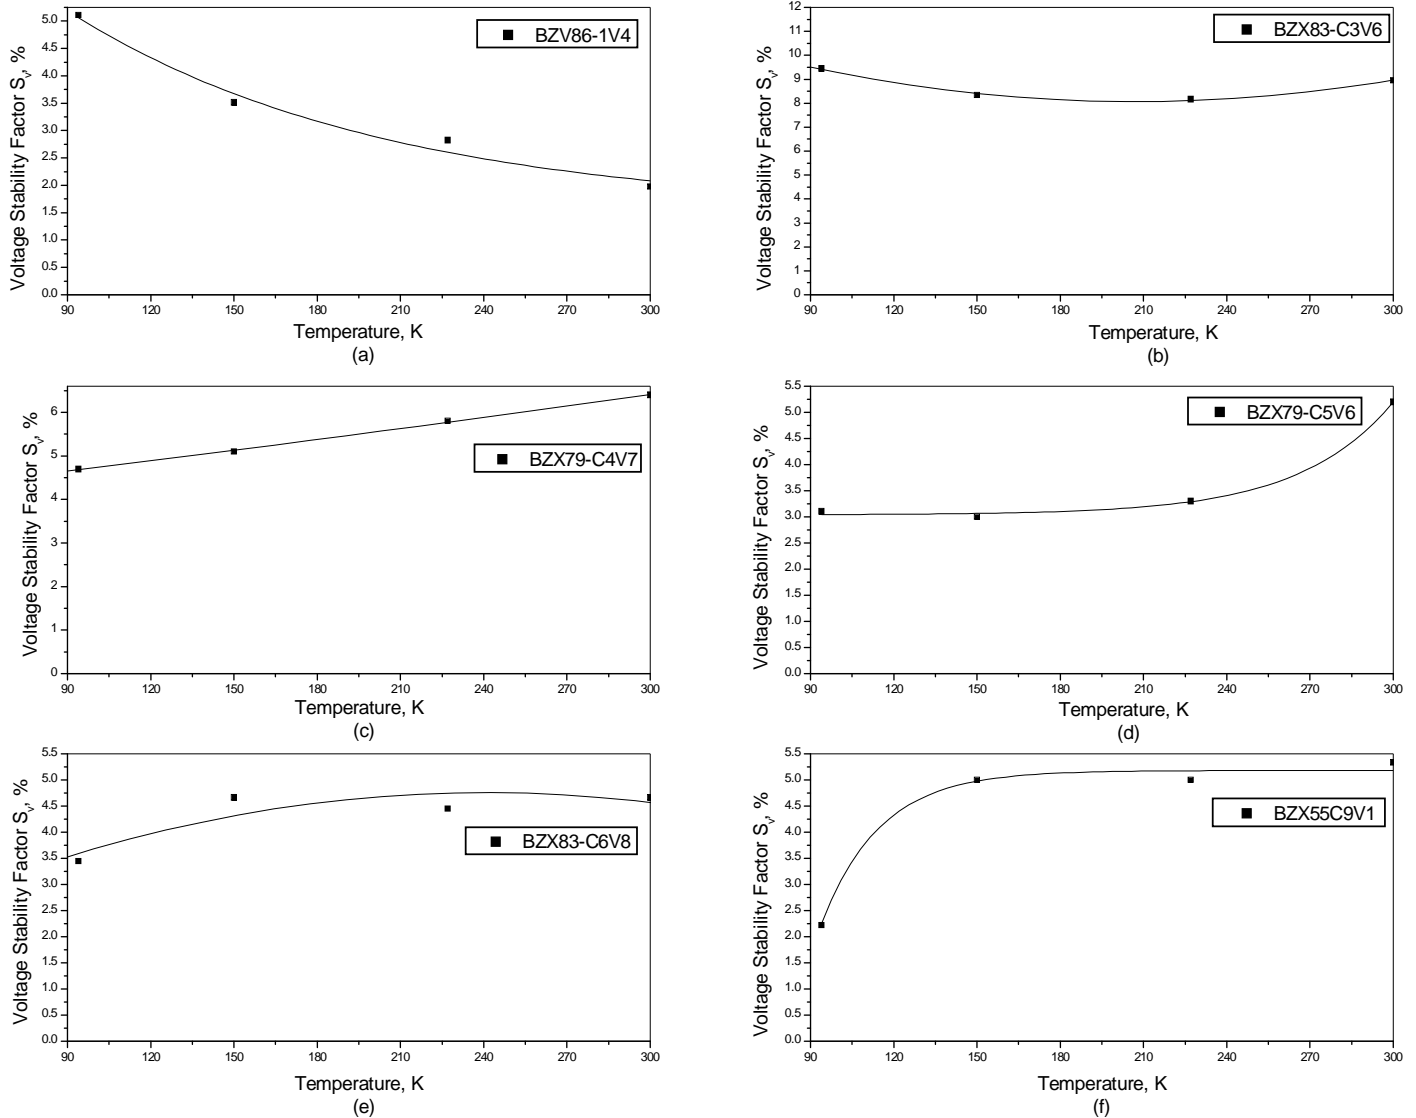 Voltage Stability Factor Sv, %
5.0
4.5
4.0
3.5
3.0
2.5
2.0
1.5
1.0
0.5
0.0
BZV86-1V4
90 120 150 180 210 240 270 300
Temperature, K
(a)
Voltage Stability Factor Sv, %
12
11
10
9
8
7
6
5
4
3
2
1
0
BZX83-C3V6
90 120 150 180 210 240 270 300
Temperature, K
(b)
Voltage Stability Factor Sv, %
6
5
4
3
2
1
0
BZX79-C4V7
90 120 150 180 210 240 270 300
Temperature, K
(c)
Voltage Stability Factor Sv, %
5.5
5.0
4.5
4.0
3.5
3.0
2.5
2.0
1.5
1.0
0.5
0.0
BZX79-C5V6
90 120 150 180 210 240 270 300
Temperature, K
(d)
Voltage Stability Factor Sv, %
5.5
5.0
4.5
4.0
3.5
3.0
2.5
2.0
1.5
1.0
0.5
0.0
BZX83-C6V8
90 120 150 180 210 240 270 300
Temperature, K
(e)
Voltage Stability Factor Sv, %
5.5
5.0
4.5
4.0
3.5
3.0
2.5
2.0
1.5
1.0
0.5
0.0
BZX55C9V1
90 120 150 180 210 240 270 300
Temperature, K
(f)